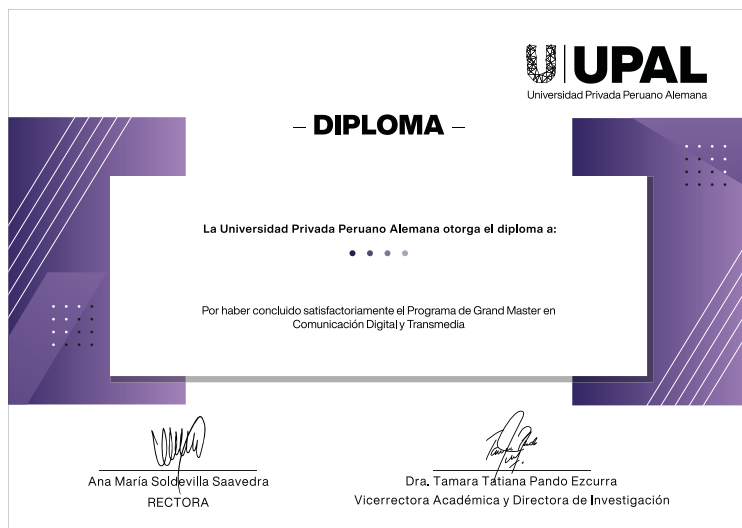 UPAL
Universidad Privada Peruano Alemana
– DIPLOMA –
La Universidad Privada Peruano Alemana otorga el diploma a:
Por haber concluido satisfactoriamente el Programa de Grand Master en
Comunicación Digital y Transmedia
Ana María Soldevilla Saavedra
RECTORA
Dra. Tamara Tatiana Pando Ezcurra
Vicerrectora Académica y Directora de Investigación